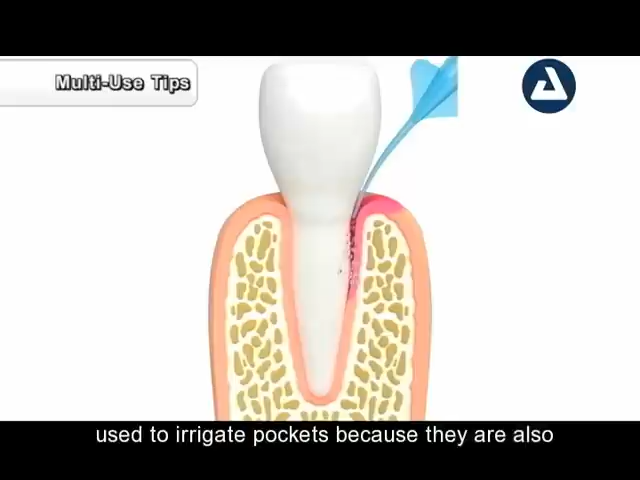 Multi-Use Tips
used to irrigate pockets because they are also